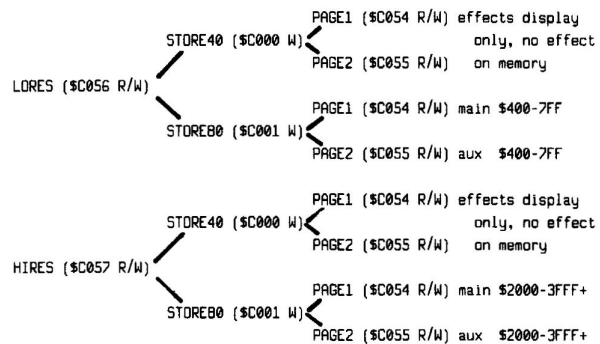 PAGE1 ($C054 R/W) effects display
STORE40 ($C000 W) only, no effect
PAGE2 ($C055 R/W) on memory
LORES ($C056 R/W)
PAGE1 ($C054 R/W) main $400-7FF
STORE80 ($C001 W)
PAGE2 ($C055 R/W) aux $400-7FF
PAGE1 ($C054 R/W) effects display
STORE40 ($C000 W) only, no effect
PAGE2 ($C055 R/W) on memory
HIRES ($C057 R/W)
PAGE1 ($C054 R/W) main $2000-3FFF+
STORE80 ($C001 W)
PAGE2 ($C055 R/W) aux $2000-3FFF+